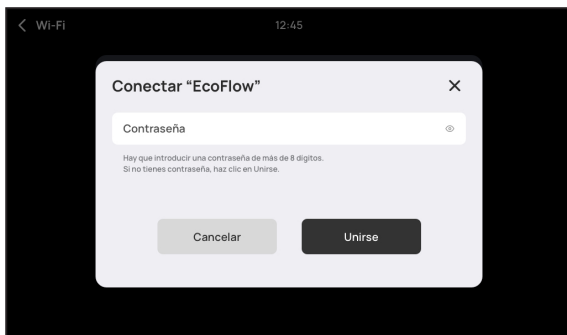 Wi-Fi
12:45
Conectar “EcoFlow”
Contraseña
Hay que introducir una contraseña de más de 8 dígitos.
Si no tienes contraseña, haz clic en Unirse.
Cancelar
Unirse